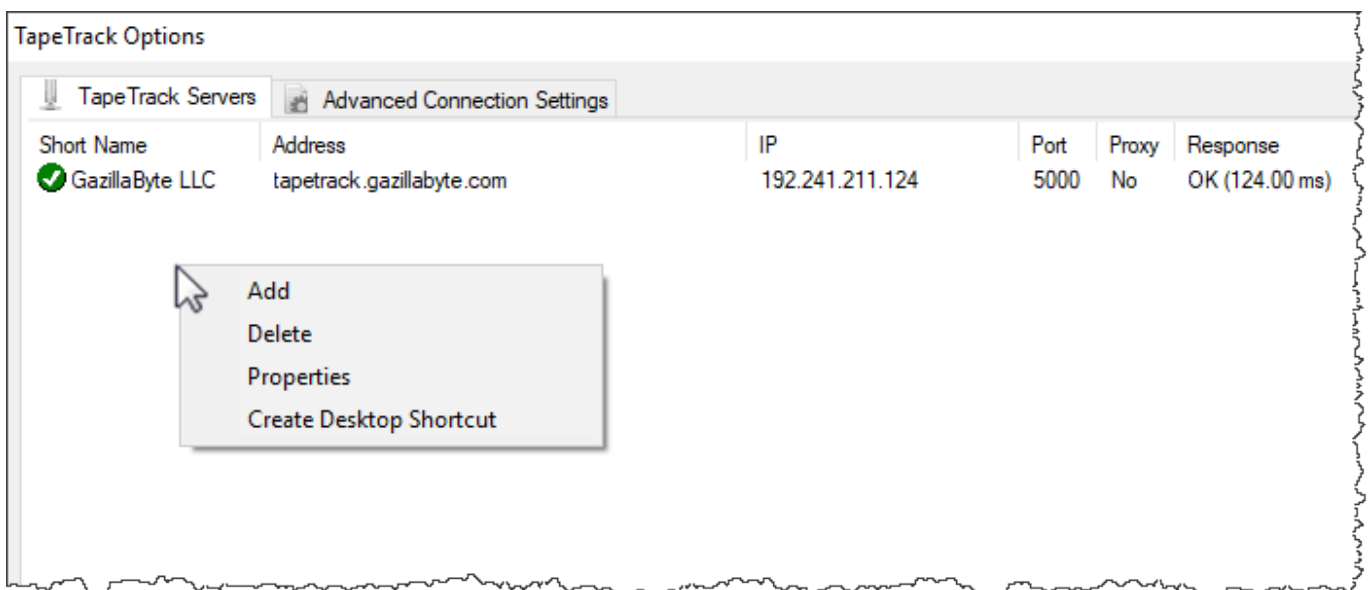 TapeTrack Options
TapeTrack Servers Advanced Connection Settings
Short Name Address IP Port Proxy Response
GazillaByte LLC tapetrack.gazillabyte.com 192.241.211.124 5000 No OK (124.00 ms)
Add
Delete
Properties
Create Desktop Shortcut